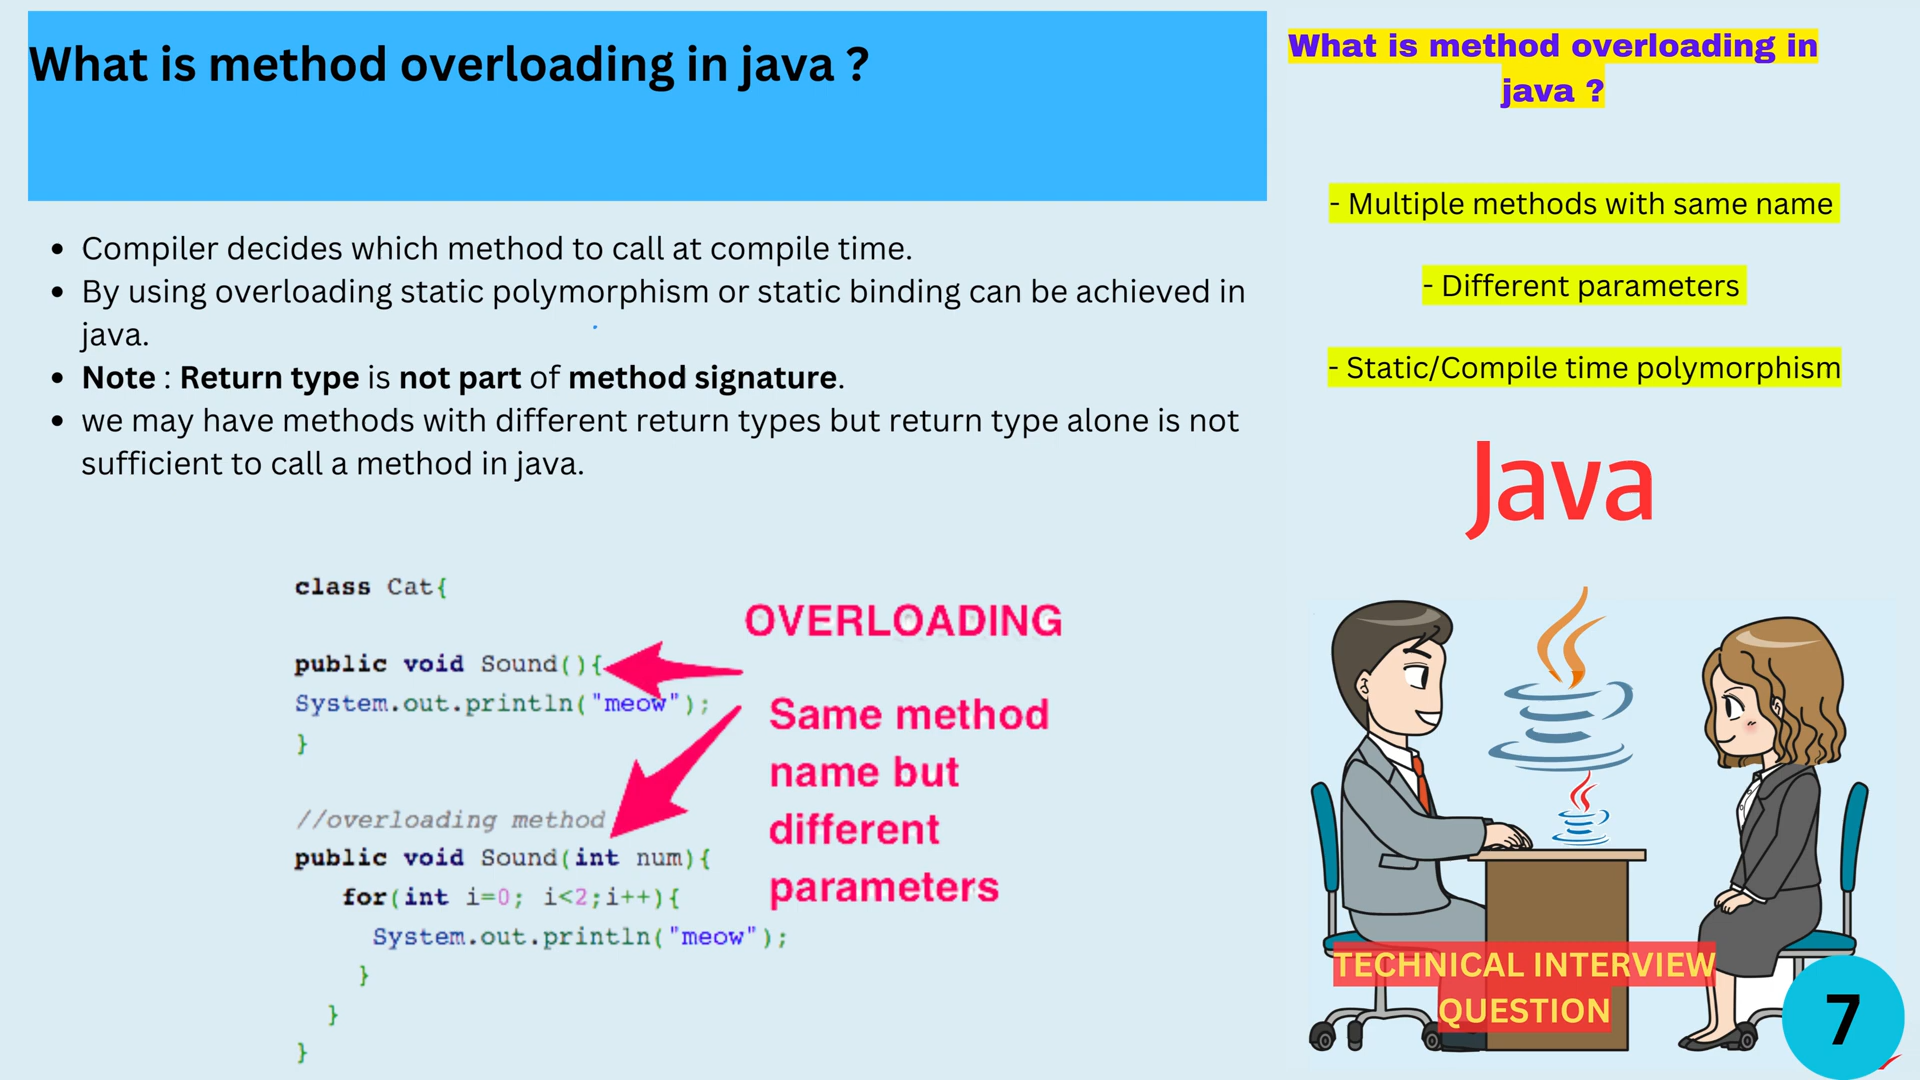 What is method overloading in java ?
• Compiler decides which method to call at compile time.
• By using overloading static polymorphism or static binding can be achieved in
java.
• Note : Return type is not part of method signature.
• we may have methods with different return types but return type alone is not
sufficient to call a method in java.
class Cat{
public void Sound(){
System.out.println("meow");
}
//overloading method
public void Sound(int num){
for(int i=0; i<2;i++){
System.out.println("meow");
}
}
}
OVERLOADING
Same method
name but
different
parameters
What is method overloading in
java ?
- Multiple methods with same name
- Different parameters
- Static/Compile time polymorphism
Java
TECHNICAL INTERVIEW
QUESTION
7